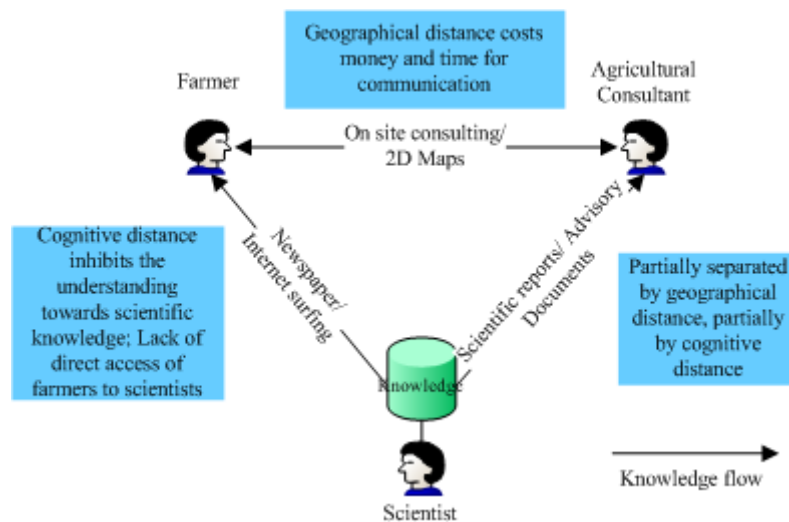 Geographical distance costs
money and time for
communication
Farmer
Agricultural
Consultant
On site consulting/
2D Maps
Newspaper/
Internet surfing
Scientific reports/ Advisory
Documents
Cognitive distance
inhibits the
understanding
towards scientific
knowledge; Lack of
direct access of
farmers to scientists
Partially separated
by geographical
distance, partially
by cognitive
distance
Knowledge
Knowledge flow
Scientist